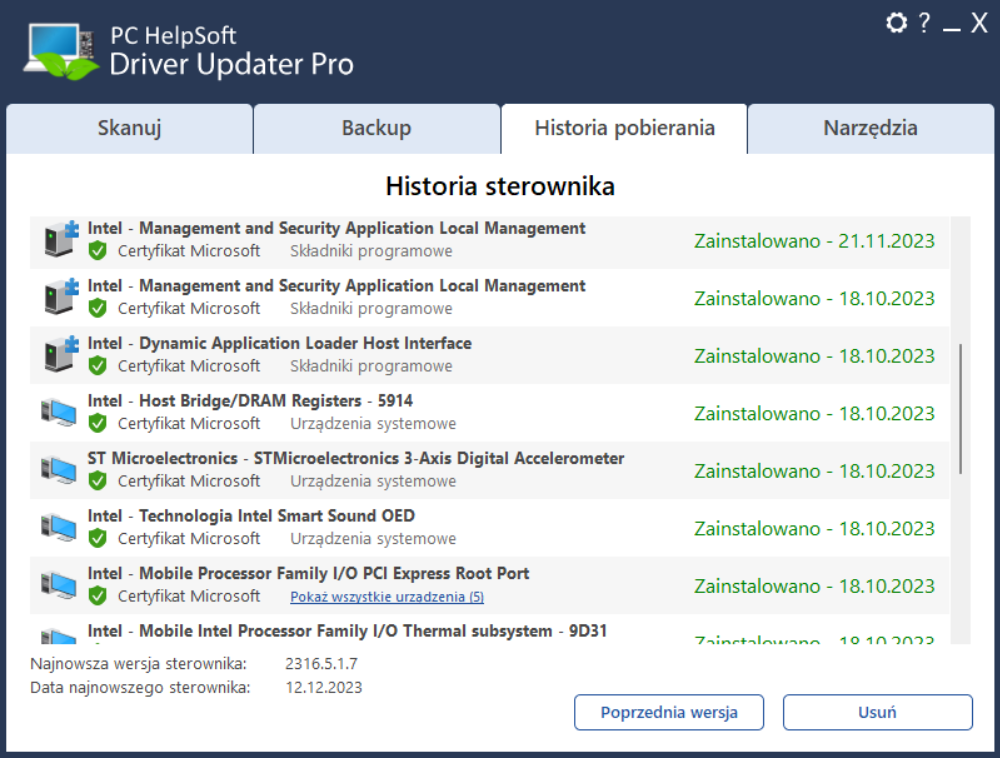 PC HelpSoft
Driver Updater Pro
? _ X
Skanuj Backup Historia pobierania Narzędzia
Historia sterownika
Intel - Management and Security Application Local Management
Certyfikat Microsoft Składniki programowe
Zainstalowano - 21.11.2023
Intel - Management and Security Application Local Management
Certyfikat Microsoft Składniki programowe
Zainstalowano - 18.10.2023
Intel - Dynamic Application Loader Host Interface
Certyfikat Microsoft Składniki programowe
Zainstalowano - 18.10.2023
Intel - Host Bridge/DRAM Registers - 5914
Certyfikat Microsoft Urządzenia systemowe
Zainstalowano - 18.10.2023
ST Microelectronics - STMicroelectronics 3-Axis Digital Accelerometer
Certyfikat Microsoft Urządzenia systemowe
Zainstalowano - 18.10.2023
Intel - Technologia Intel Smart Sound OED
Certyfikat Microsoft Urządzenia systemowe
Zainstalowano - 18.10.2023
Intel - Mobile Processor Family I/O PCI Express Root Port
Certyfikat Microsoft Pokaż wszystkie urządzenia (5)
Zainstalowano - 18.10.2023
Intel - Mobile Intel Processor Family I/O Thermal subsystem - 9D31
Zainstalowano - 18.10.2023
Najnowsza wersja sterownika: 2316.5.1.7
Data najnowszego sterownika: 12.12.2023
Poprzednia wersja Usuń